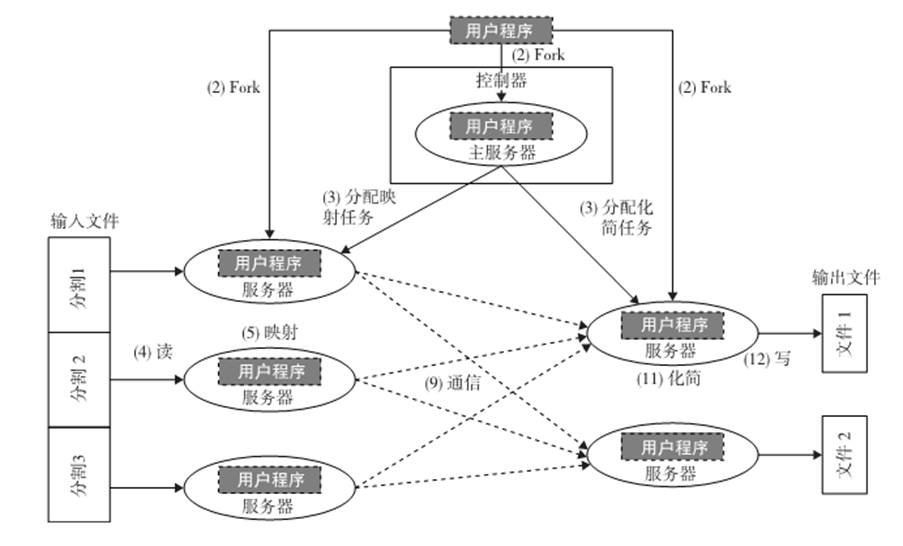 用户程序
(2) Fork
(2) Fork
(2) Fork
控制器
用户程序
主服务器
(3) 分配映
射任务
(3) 分配化
简任务
输入文件
分割1
分割 2
分割3
(4) 读
用户程序
服务器
(5) 映射
用户程序
服务器
用户程序
服务器
(9) 通信
用户程序
服务器
(11) 化简
(12) 写
用户程序
服务器
输出文件
文件 1
文件 2